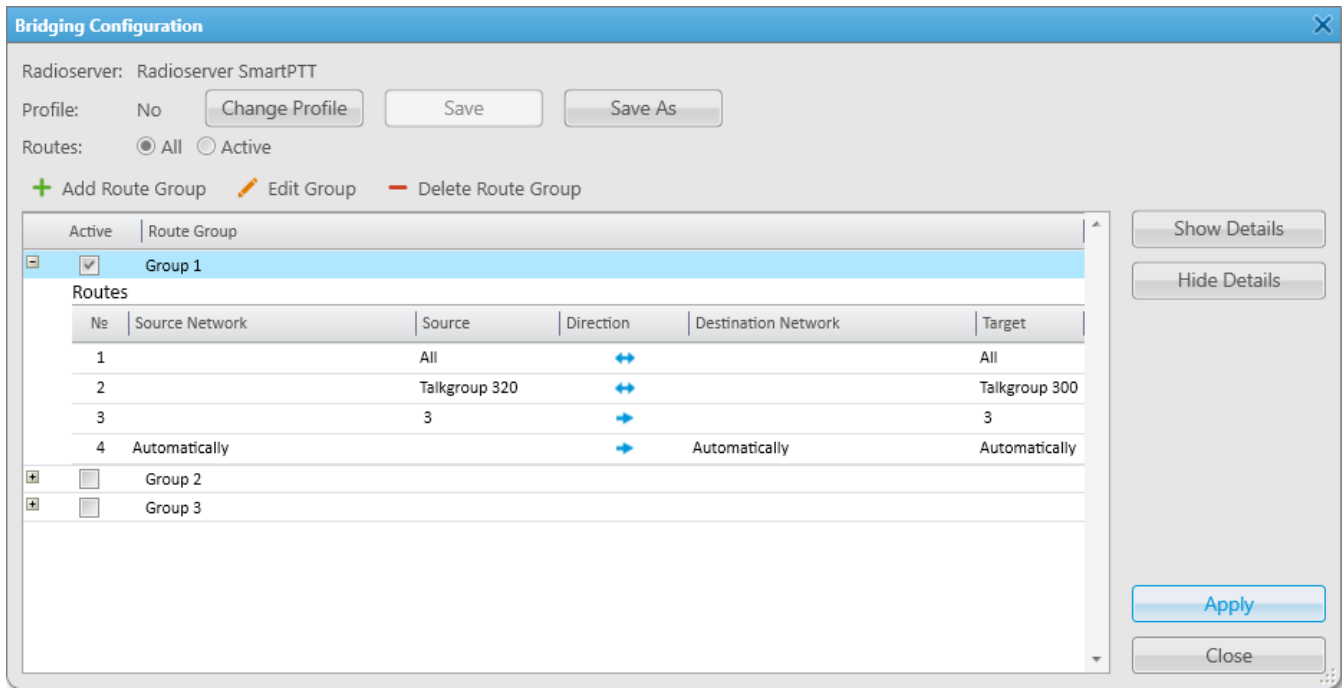 Bridging Configuration
Radioserver: Radioserver SmartPTT
Profile: No Change Profile Save Save As
Routes: All Active
Add Route Group Edit Group Delete Route Group
Active Route Group Show Details
Group 1 Hide Details
Routes
№ Source Network Source Direction Destination Network Target
1 All All
2 Talkgroup 320 Talkgroup 300
3 3 3
4 Automatically Automatically Automatically
Group 2
Group 3
Apply
Close